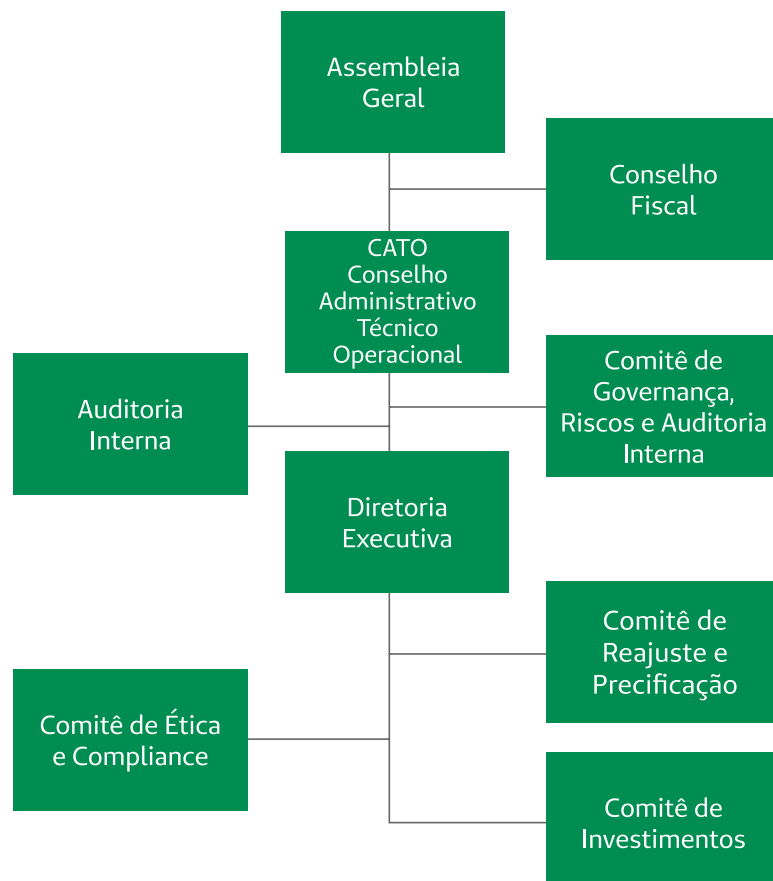 Assembleia
Geral
Conselho
Fiscal
CATO
Conselho
Administrativo
Técnico
Operacional
Auditoria
Interna
Comitê de
Governança,
Riscos e Auditoria
Interna
Diretoria
Executiva
Comitê de
Reajuste e
Precificação
Comitê de Ética
e Compliance
Comitê de
Investimentos